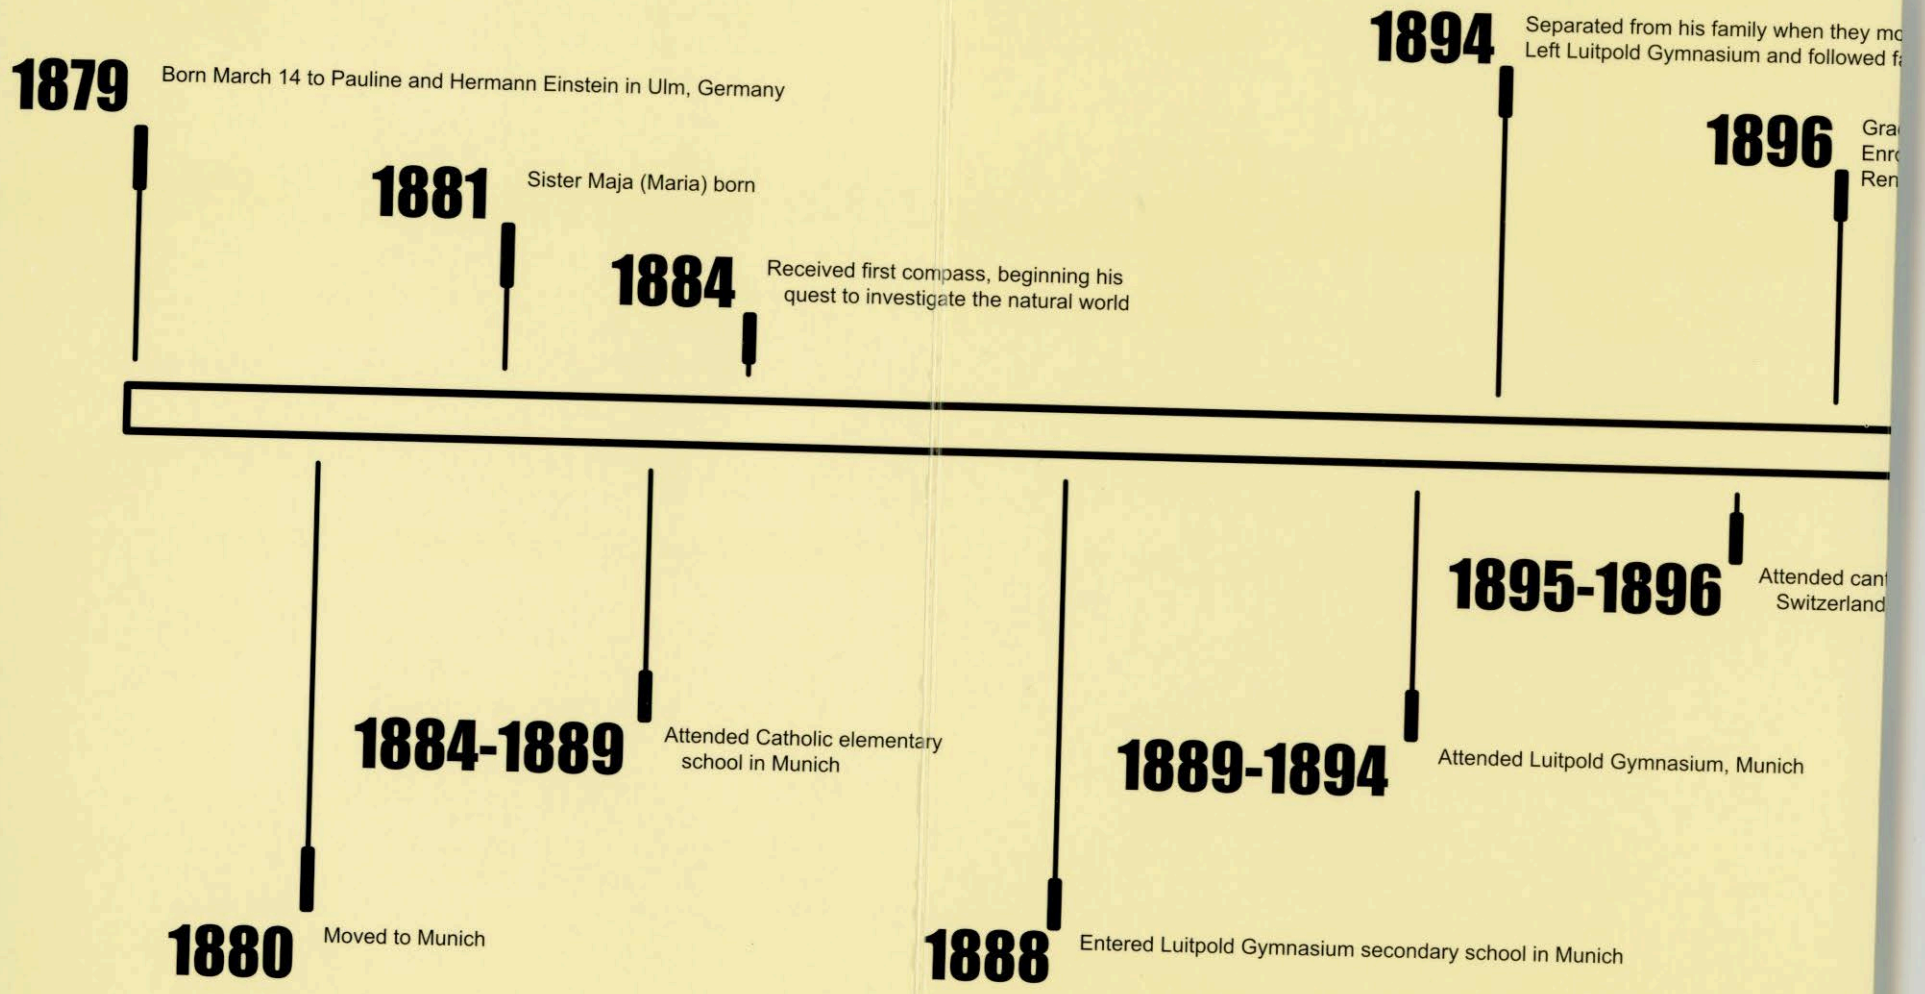 1879
Born March 14 to Pauline and Hermann Einstein in Ulm, Germany
1881
Sister Maja (Maria) born
1884
Received first compass, beginning his
quest to investigate the natural world
1894
Separated from his family when they
Left Luitpold Gymnasium and followed
1896
1880
Moved to Munich
1884-1889
Attended Catholic elementary
school in Munich
1888
Entered Luitpold Gymnasium secondary school in Munich
1889-1894
Attended Luitpold Gymnasium, Munich
1895-1896
Attended
Switzerland